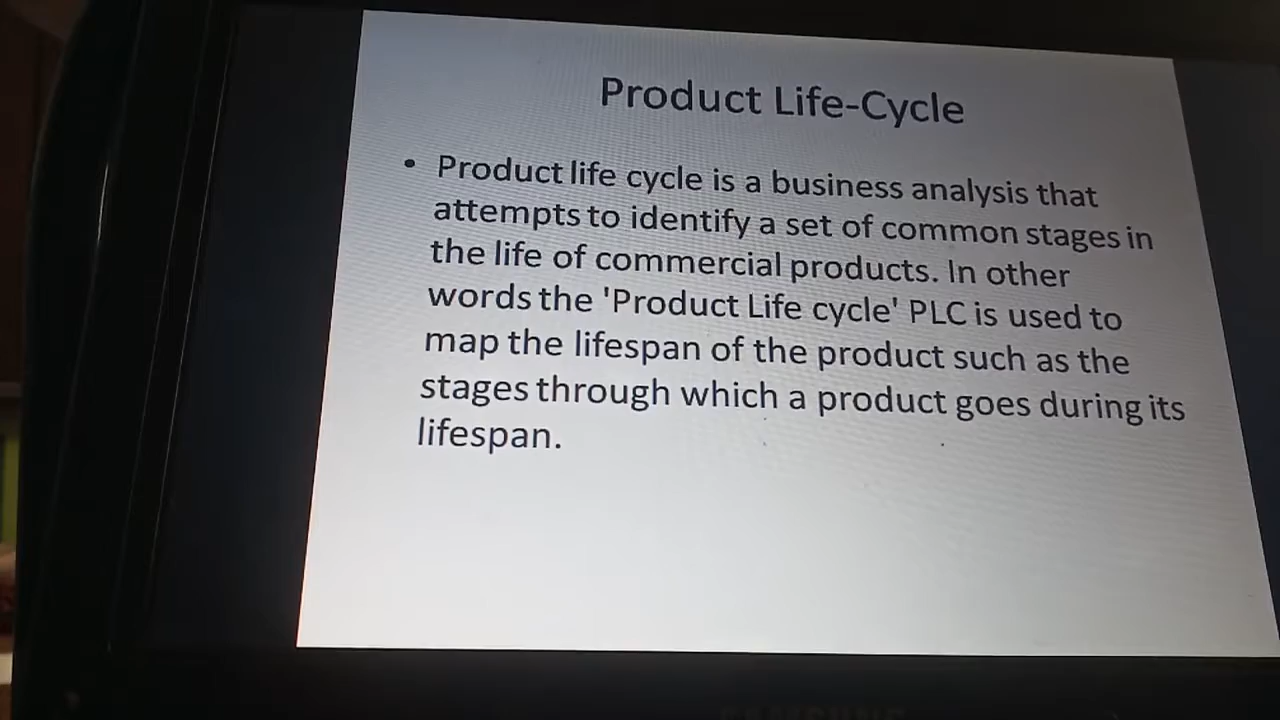 Product Life-Cycle
• Product life cycle is a business analysis that
attempts to identify a set of common stages in
the life of commercial products. In other
words the 'Product Life cycle' PLC is used to
map the lifespan of the product such as the
stages through which a product goes during its
lifespan.